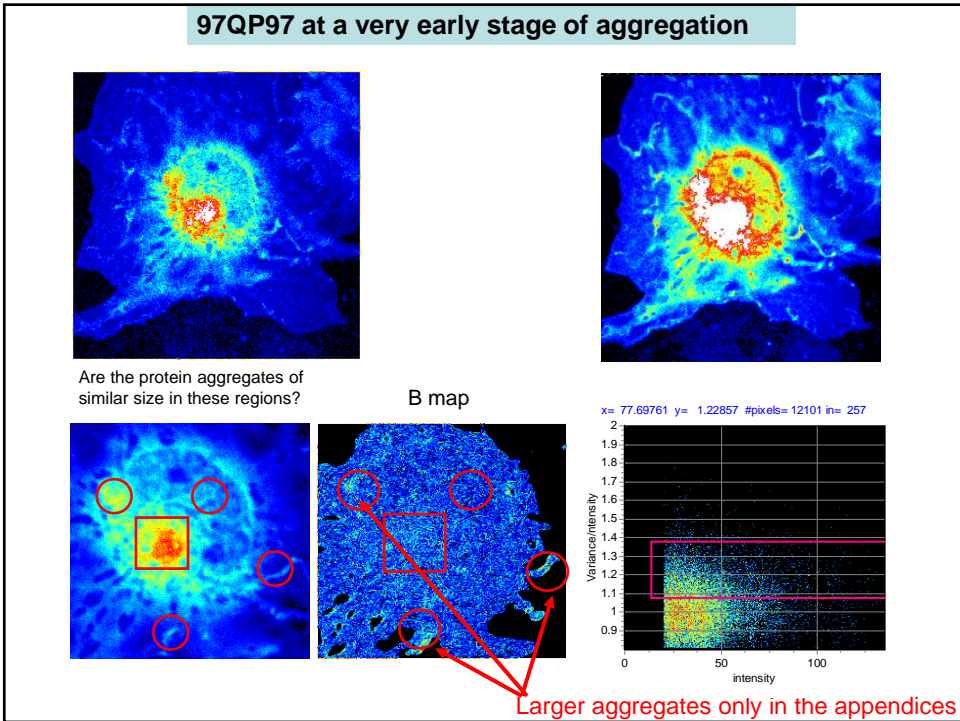 97QP97 at a very early stage of aggregation
Are the protein aggregates of
similar size in these regions?
B map
x= 77.69761 y= 1.22857 #pixels= 12101 in= 257
2
1.9
1.8
1.7
1.6
1.5
1.4
1.3
1.2
1.1
1
0.9
Variance/ntensity
0
50
100
intensity
Larger aggregates only in the appendices